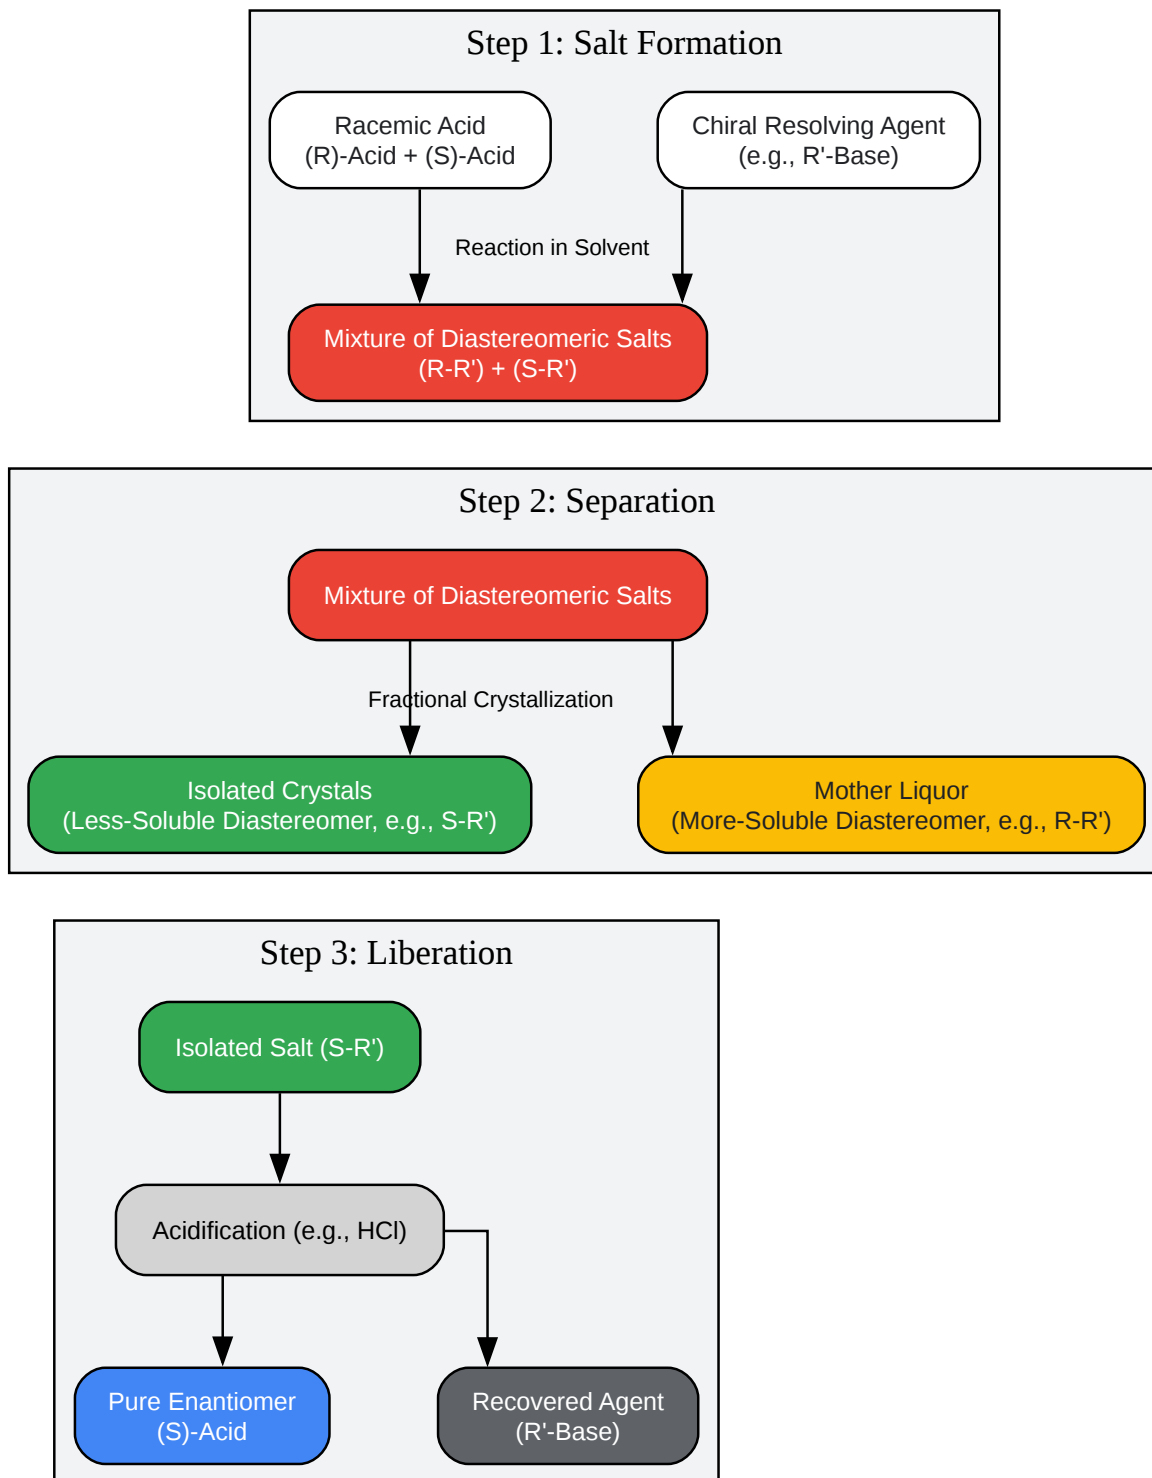 Step 1: Salt Formation
Racemic Acid
(R)-Acid + (S)-Acid
Chiral Resolving Agent
(e.g., R'-Base)
Reaction in Solvent
Mixture of Diastereomeric Salts
(R-R') + (S-R')
Step 2: Separation
Mixture of Diastereomeric Salts
Fractional Crystallization
Isolated Crystals
(Less-Soluble Diastereomer, e.g., S-R')
Mother Liquor
(More-Soluble Diastereomer, e.g., R-R')
Step 3: Liberation
Isolated Salt (S-R')
Acidification (e.g., HCl)
Pure Enantiomer
(S)-Acid
Recovered Agent
(R'-Base)